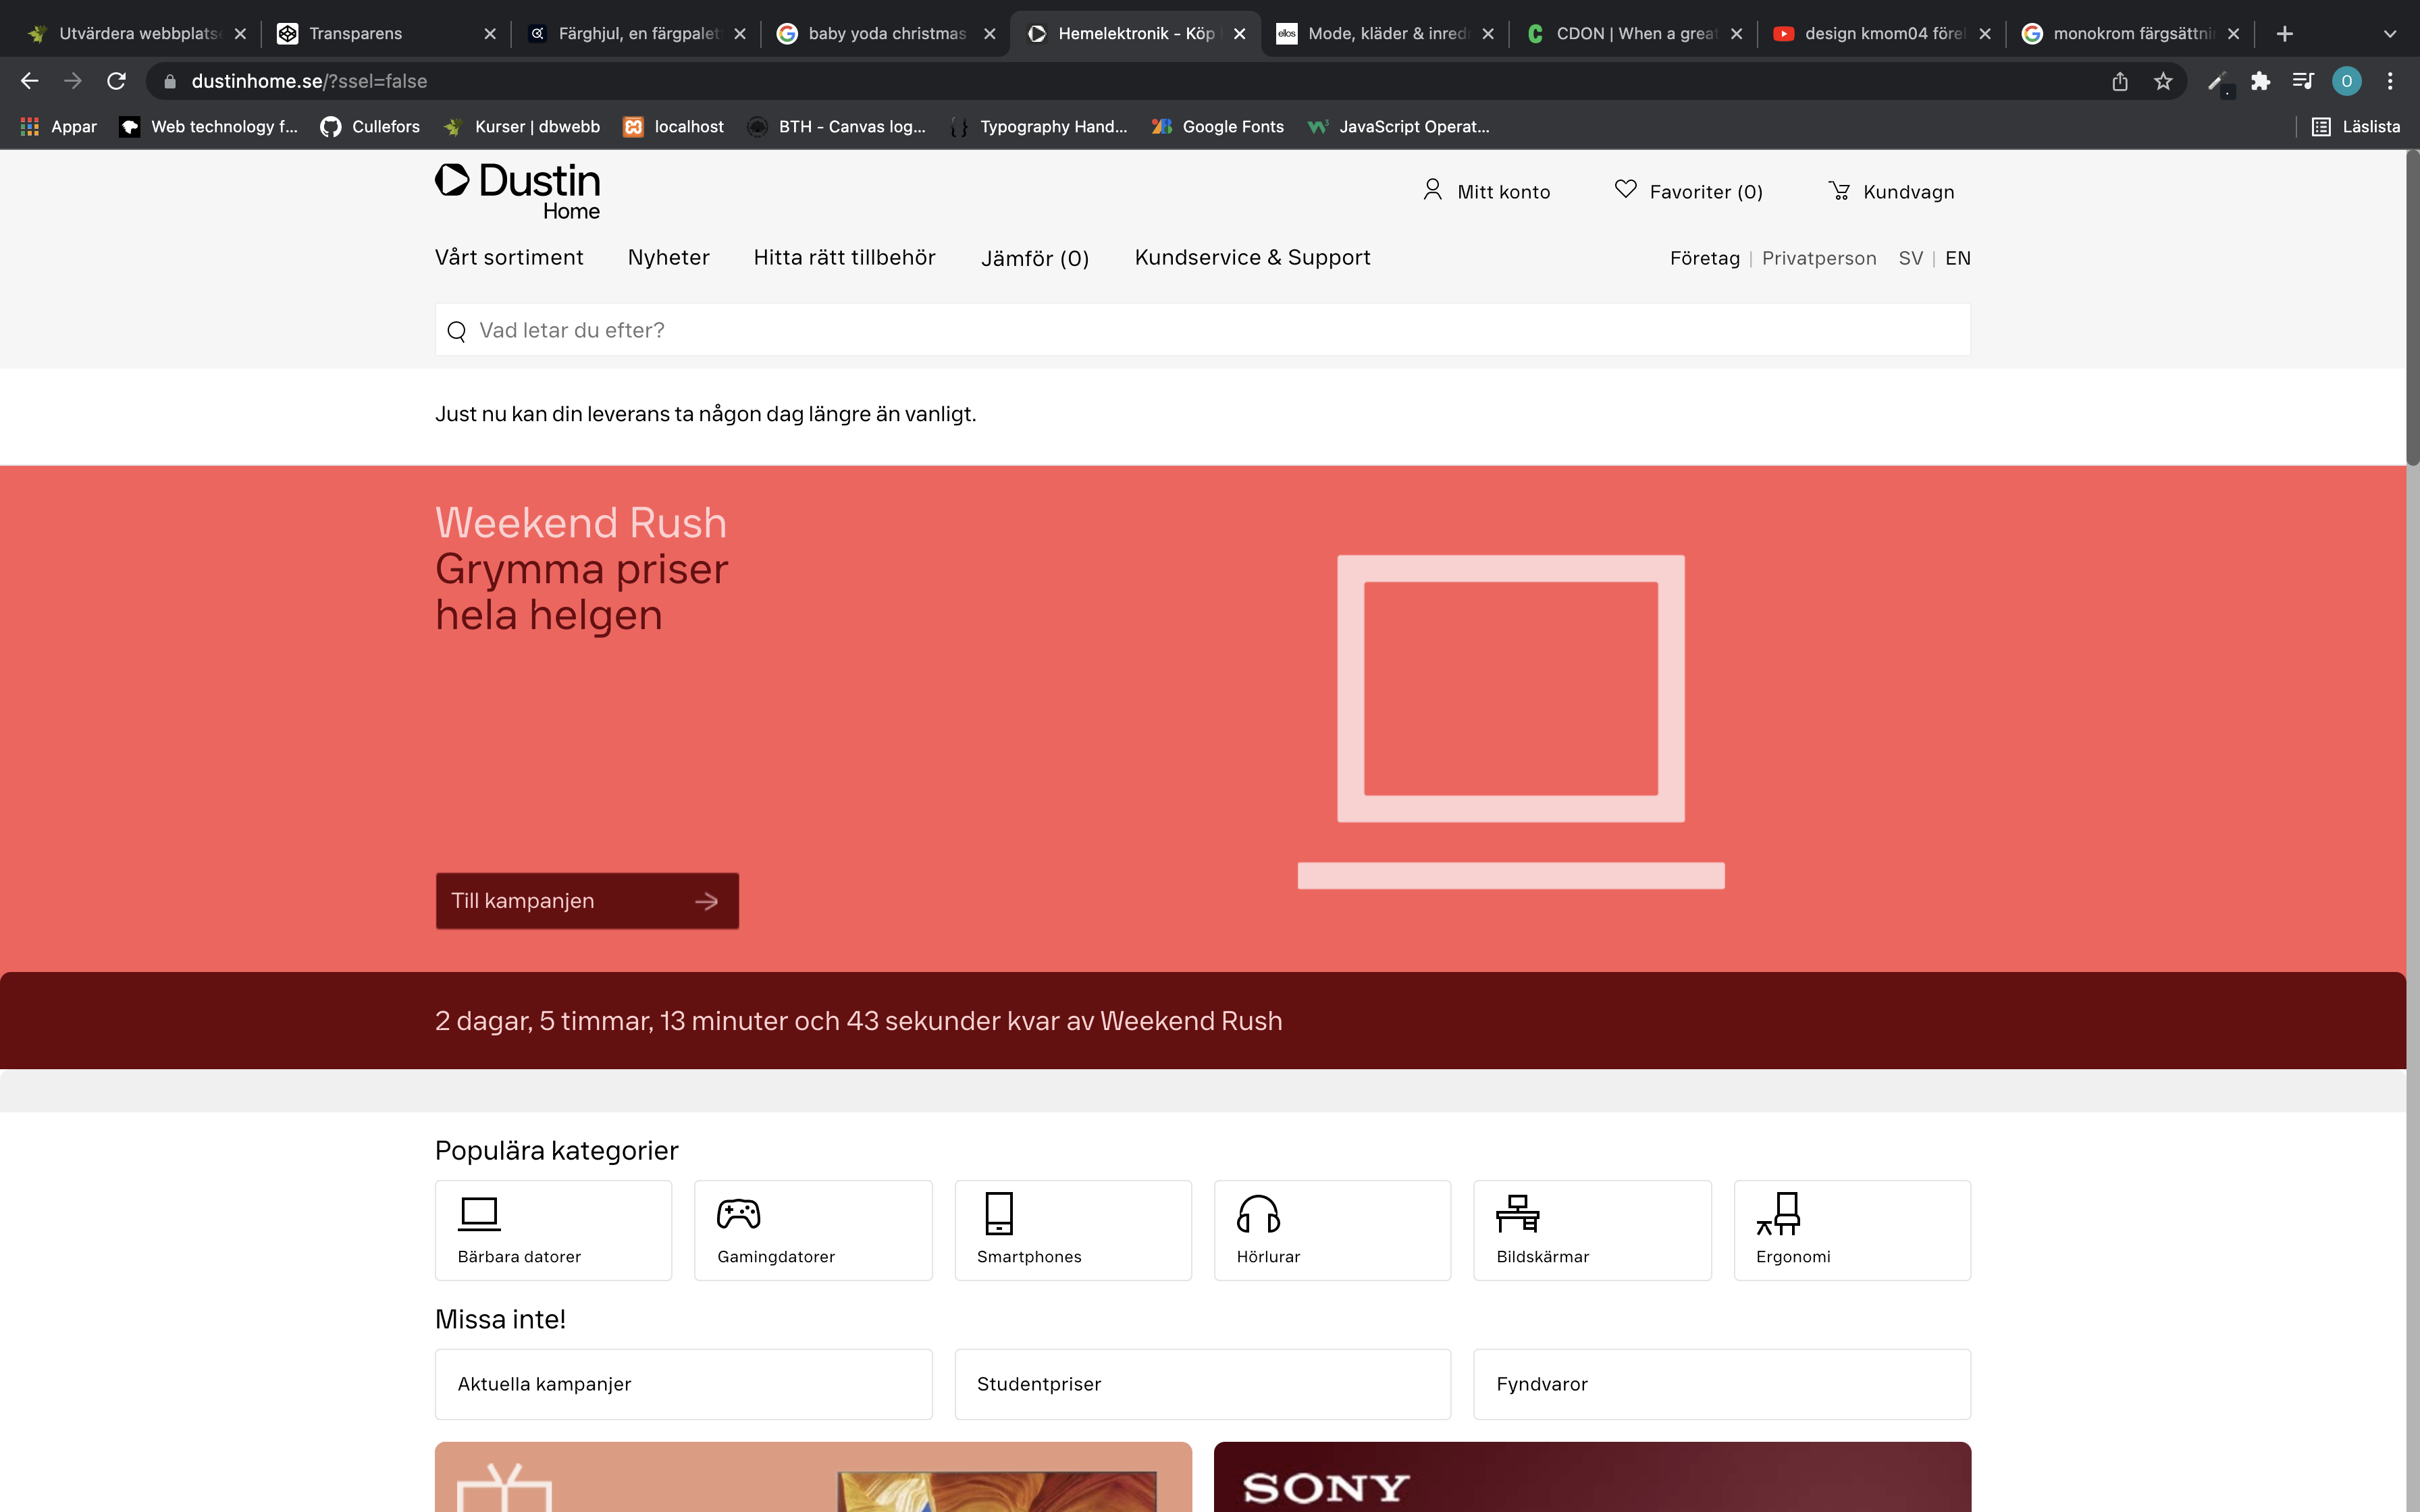 Utvärdera webbplats
Transparens
Färghjul, en färgpalett
baby yoda christmas
Hemelektronik - Köp
ellos
Mode, kläder & inred
CDON | When a great
design kmom04 förel
monokrom färgsättnin
dustinhome.se/?ssel=false
O
Appar
Web technology f...
Cullefors
Kurser | dbwebb
localhost
BTH - Canvas log...
Typography Hand...
Google Fonts
JavaScript Operat...
Läslista
Dustin
Home
Mitt konto
Favoriter (0)
Kundvagn
Vårt sortiment
Nyheter
Hitta rätt tillbehör
Jämför (0)
Kundservice & Support
Företag | Privatperson
SV | EN
Vad letar du efter?
Just nu kan din leverans ta någon dag längre än vanligt.
Weekend Rush
Grymma priser
hela helgen
Till kampanjen
2 dagar, 5 timmar, 13 minuter och 43 sekunder kvar av Weekend Rush
Populära kategorier
Bärbara datorer
Gamingdatorer
Smartphones
Hörlurar
Bildskärmar
Ergonomi
Missa inte!
Aktuella kampanjer
Studentpriser
Fyndvaror
SONY